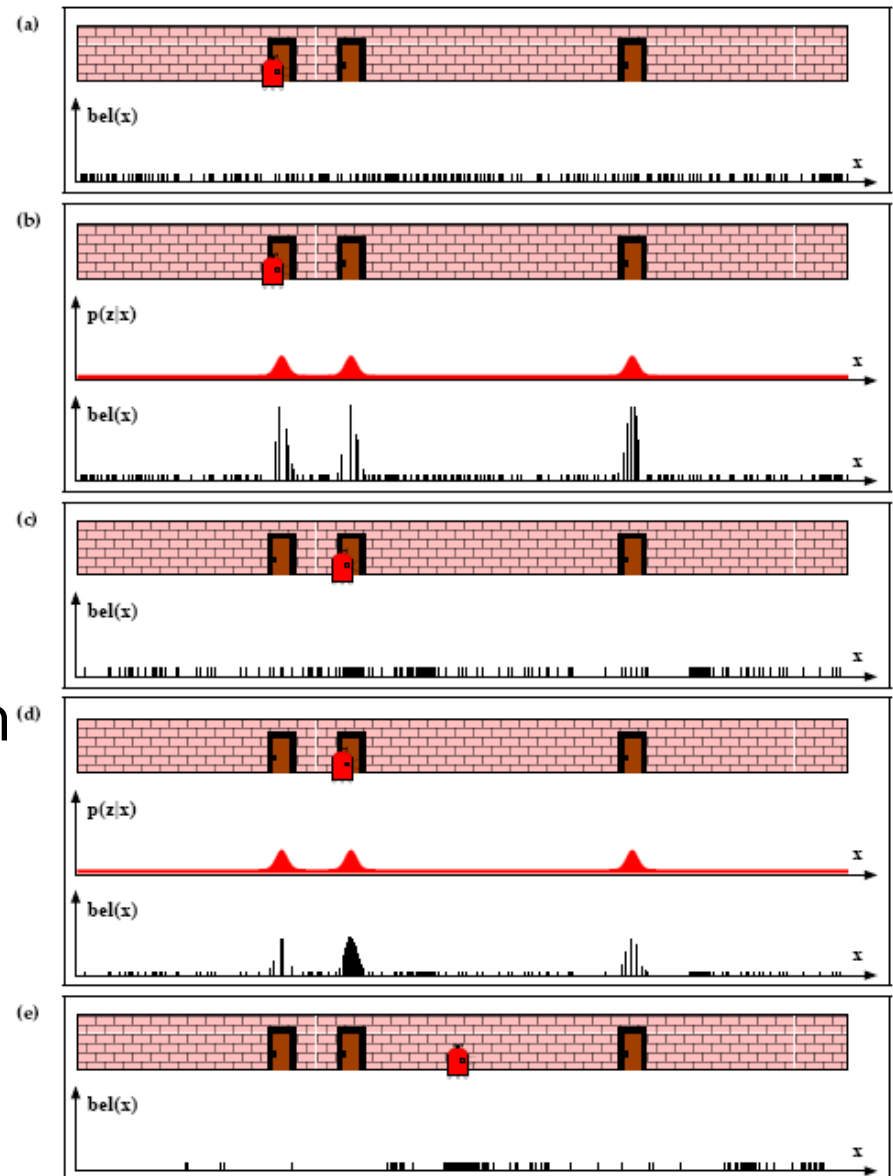 (a)
bel(x)
x
(b)
p(z|x)
x
bel(x)
x
(c)
bel(x)
x
n
(d)
p(z|x)
x
bel(x)
x
(e)
bel(x)
x